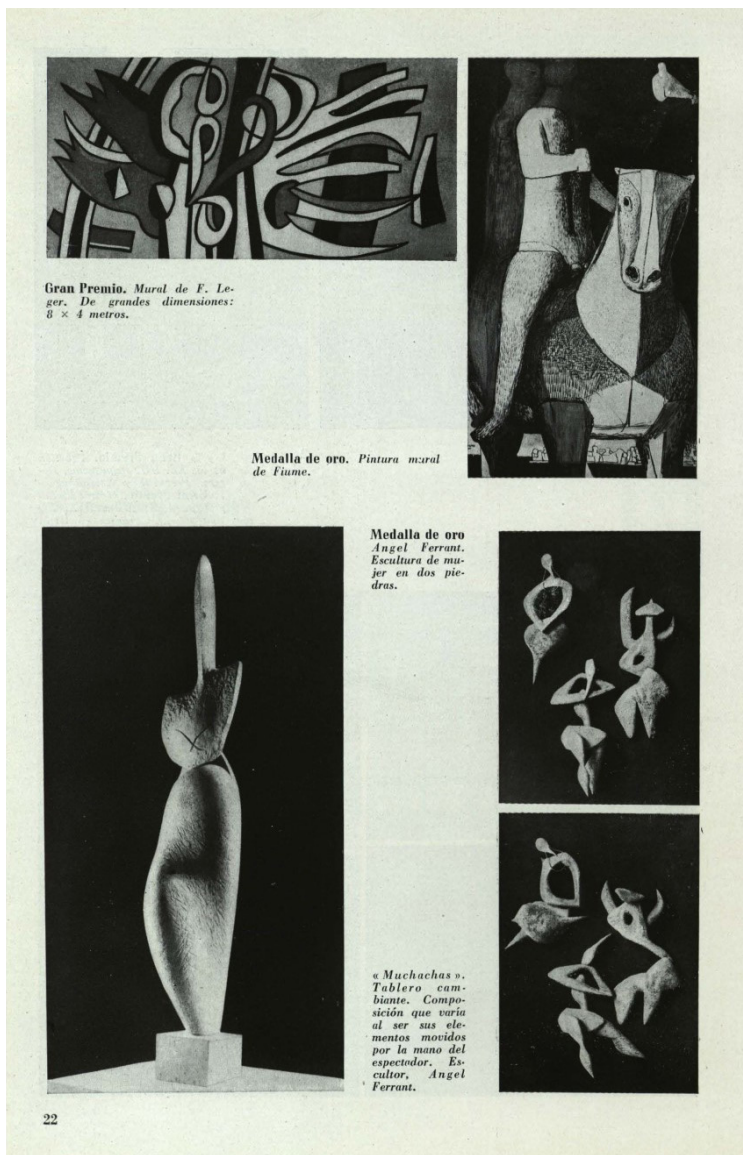 Gran Premio. Mural de F. Le-
ger. De grandes dimensiones:
8 × 4 metros.
Medalla de oro. Pintura mural
de Fiume.
Medalla de oro
Angel Ferrant.
Escultura de mu-
jer en dos pie-
dras.
« Muchachas ».
Tablero cam-
biante. Compo-
sición que varía
al ser sus ele-
mentos movidos
por la mano del
espectador. Es-
cultor, Angel
Ferrant.
22